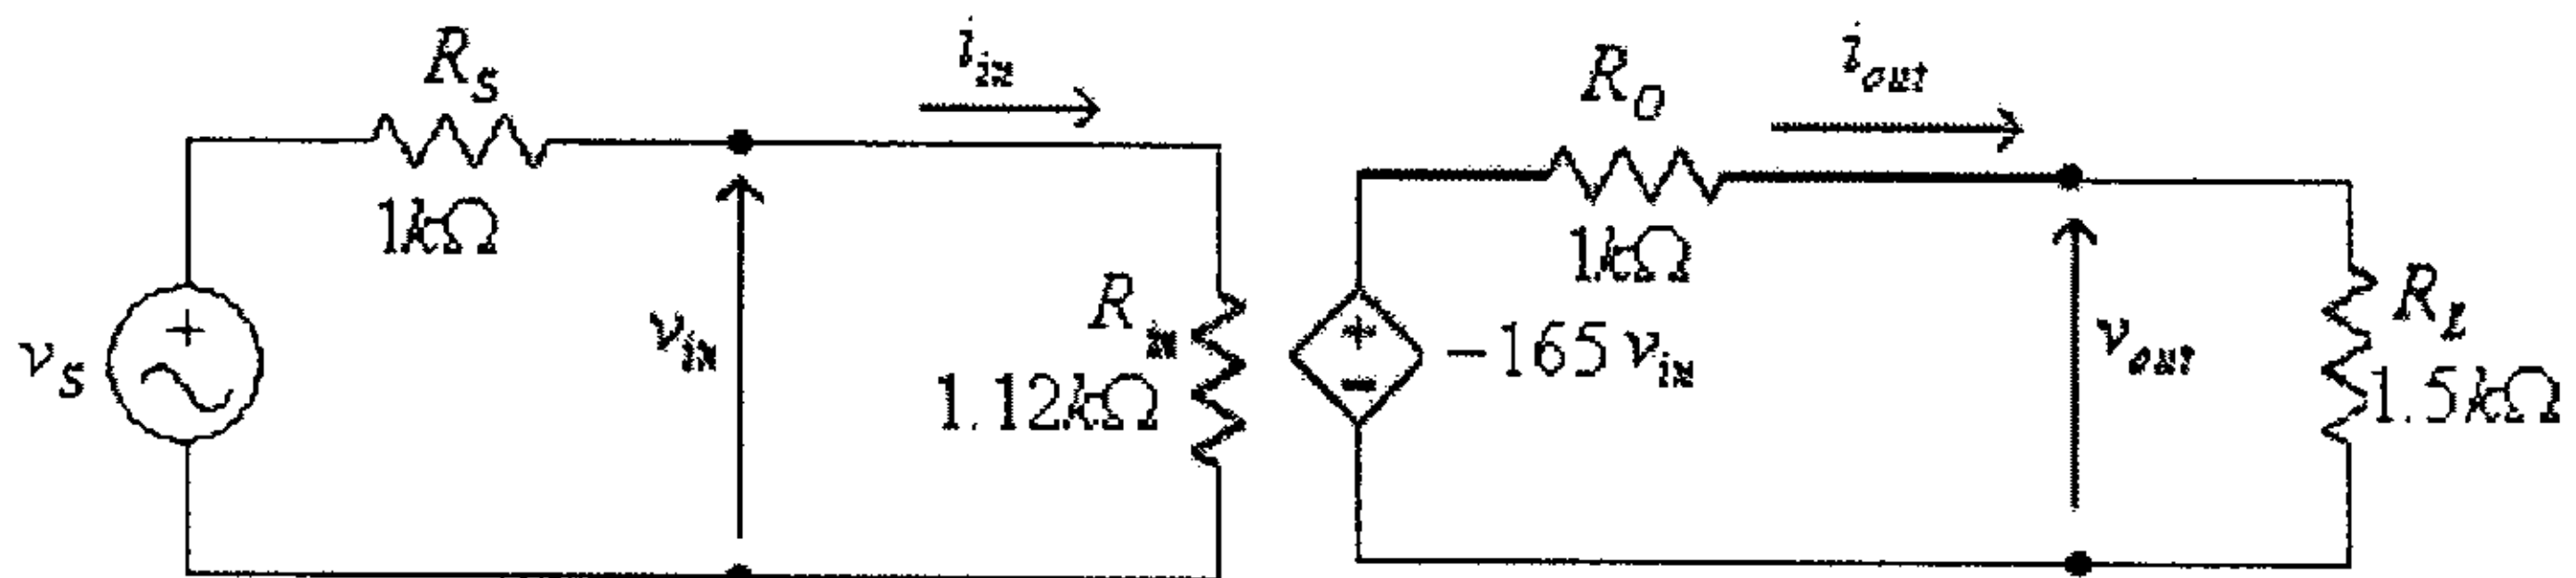 R_S
i_in
R_O
i_out
1kΩ
1kΩ
v_S
v_in
R_in
1.12kΩ
-165 v_in
v_out
R_L
1.5kΩ